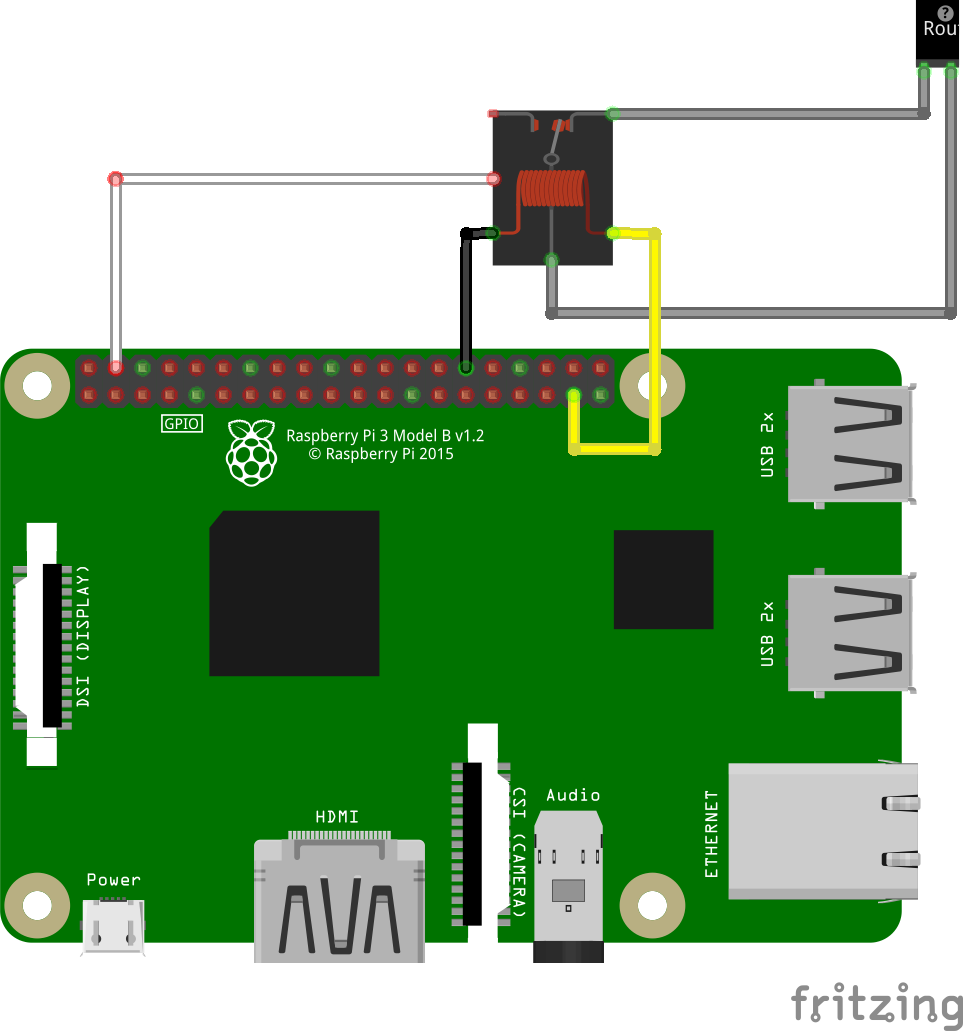 ?
Rou
GPIO
Raspberry Pi 3 Model B v1.2
© Raspberry Pi 2015
USB 2x
DSI (DISPLAY)
USB 2x
HDMI
Audio
CSI (CAMERA)
ETHERNET
Power
fritzing